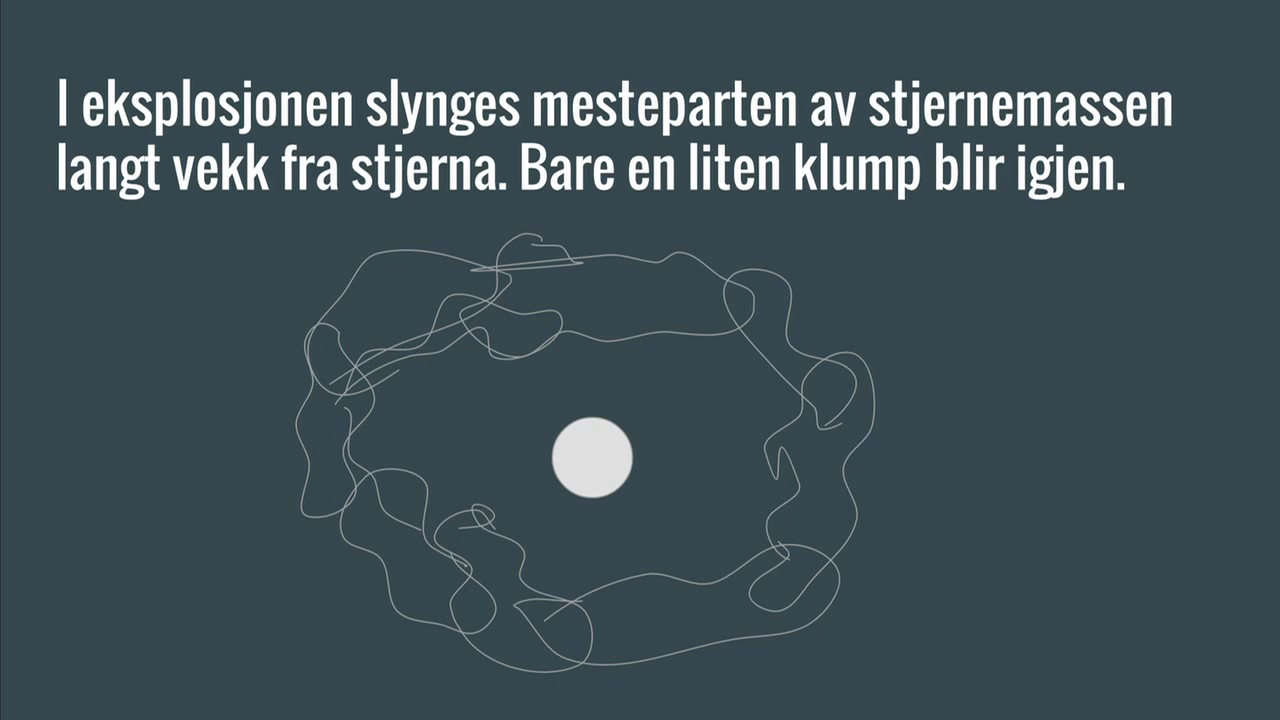 I eksplosjonen slynges mesteparten av stjernemassen
langt vekk fra stjerna. Bare en liten klump blir igjen.